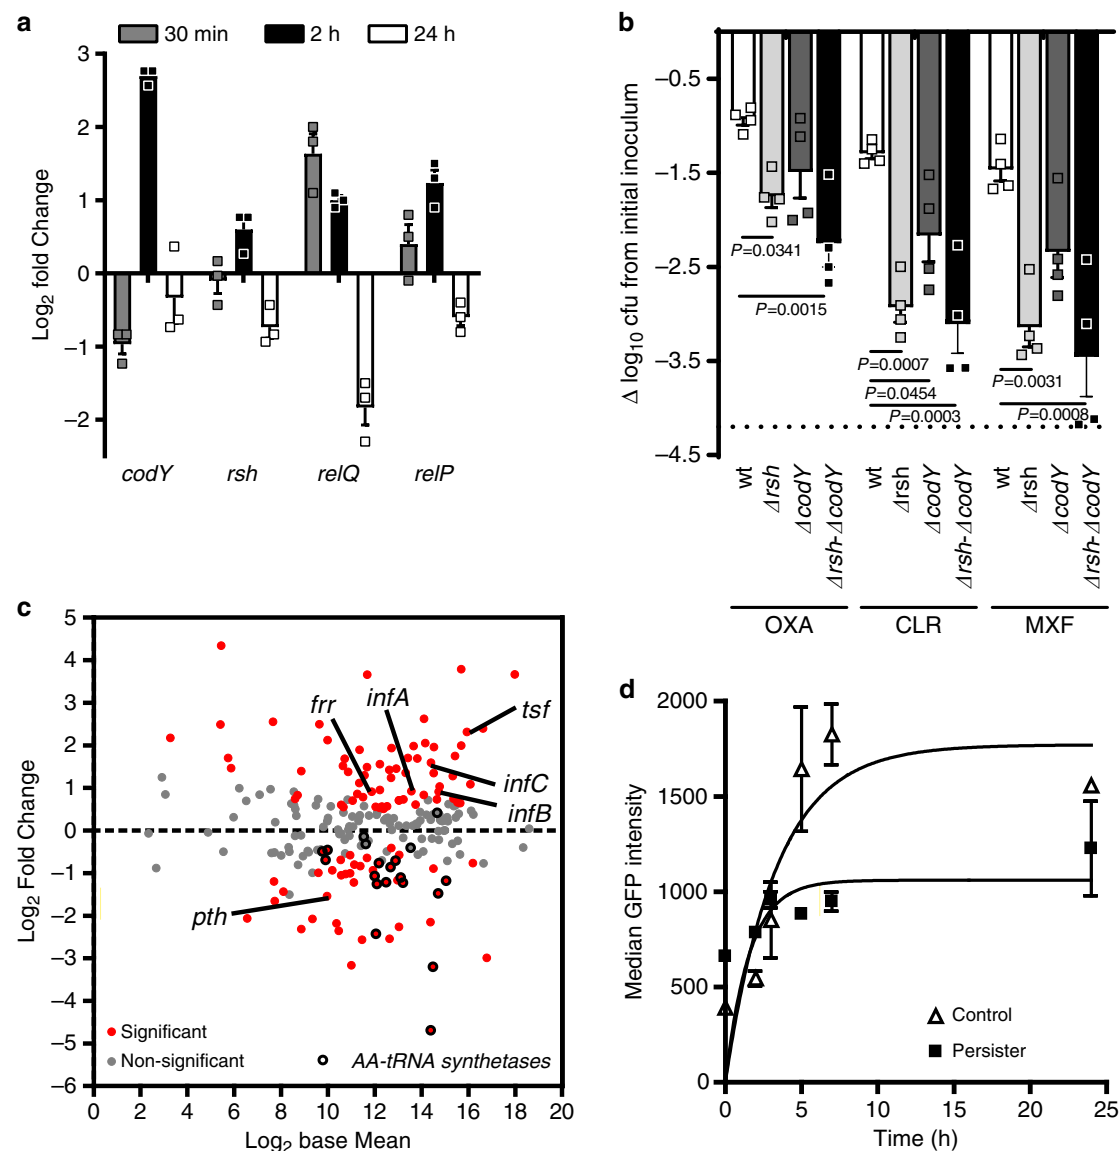 a
30 min
2 h
24 h
Log2 fold Change
3
2
1
0
−1
−2
codY
rsh
relQ
relP
b
Δ log10 cfu from initial inoculum
−0.5
−1.5
−2.5
−3.5
−4.5
P=0.0341
P=0.0015
P=0.0007
P=0.0454
P=0.0003
P=0.0031
P=0.0008
wt
Δrsh
ΔcodY
Δrsh-ΔcodY
wt
Δrsh
ΔcodY
Δrsh-ΔcodY
wt
Δrsh
ΔcodY
Δrsh-ΔcodY
OXA
CLR
MXF
c
Log2 Fold Change
5
4
3
2
1
0
−1
−2
−3
−4
−5
−6
frr
infA
tsf
infC
infB
pth
Significant
Non-significant
AA-tRNA synthetases
0 2 4 6 8 10 12 14 16 18 20
Log2 base Mean
d
Median GFP intensity
2000
1500
1000
500
0
Control
Persister
0 5 10 15 20 25
Time (h)